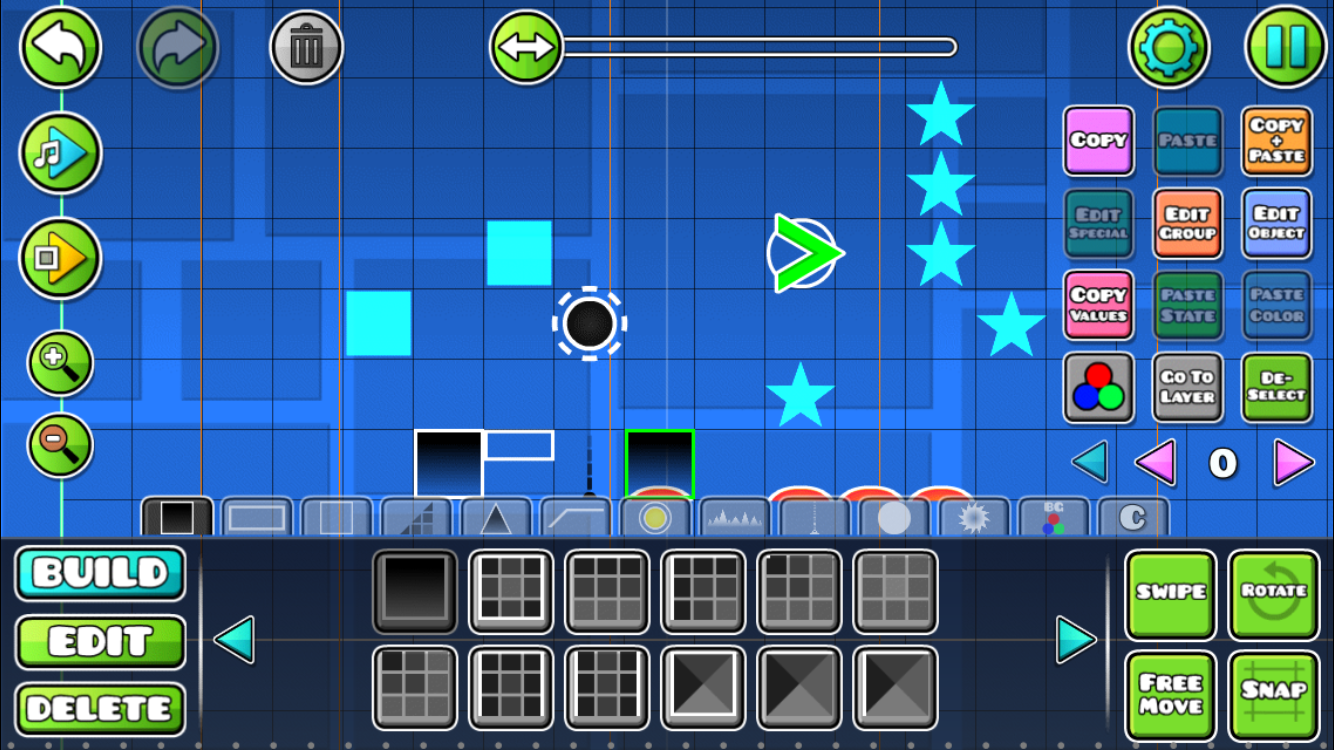 COPY
PASTE
COPY
+
PASTE
EDIT
SPECIAL
EDIT
GROUP
EDIT
OBJECT
COPY
VALUES
PASTE
STATE
PASTE
COLOR
GO TO
LAYER
DE-
SELECT
0
BG
C
BUILD
EDIT
DELETE
SWIPE
ROTATE
FREE
MOVE
SNAP